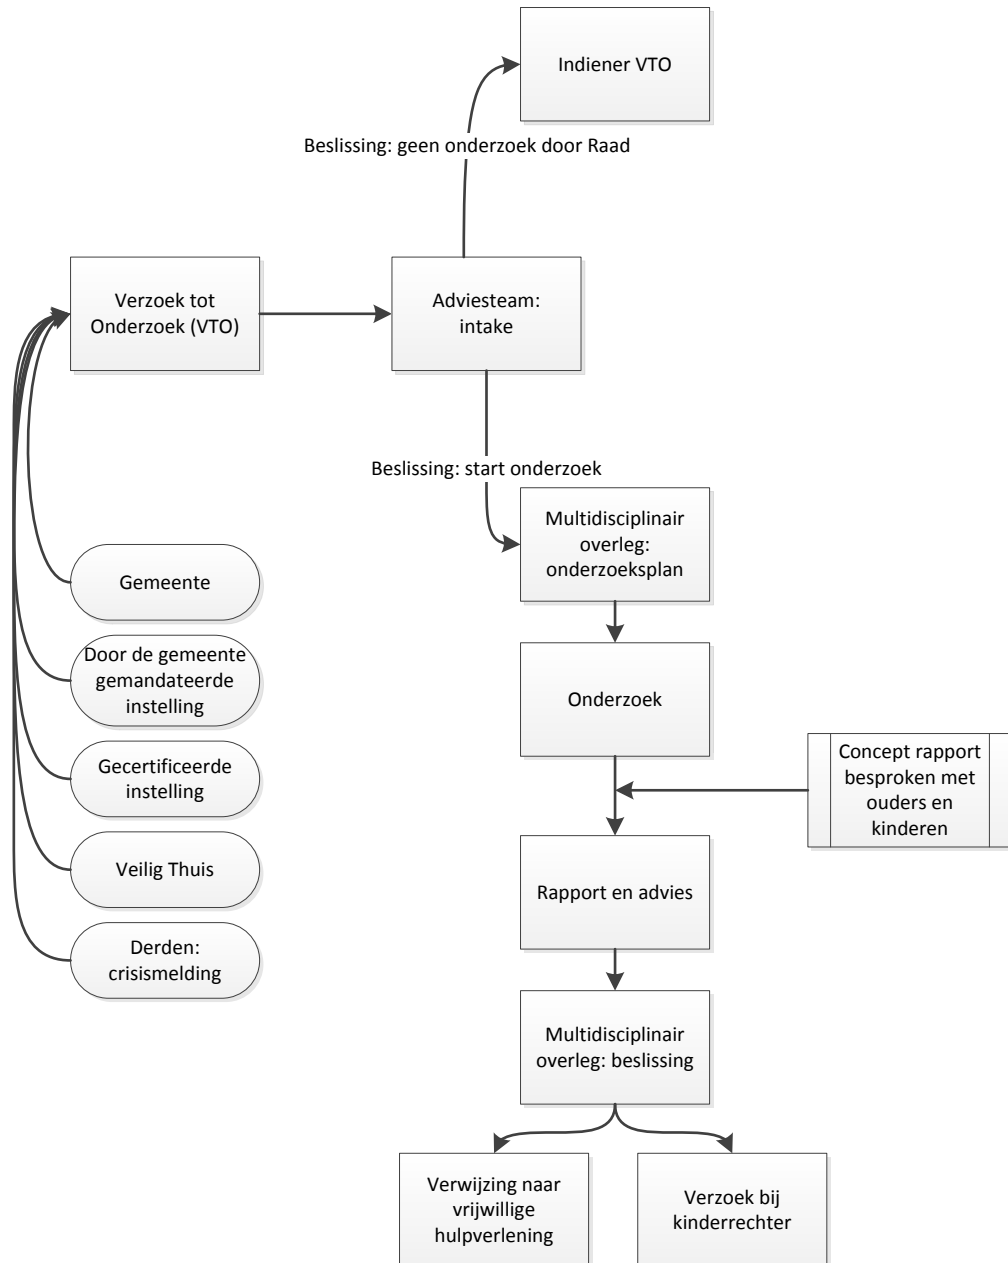 Indiener VTO
Beslissing: geen onderzoek door Raad
Verzoek tot
Onderzoek (VTO)
Adviesteam:
intake
Beslissing: start onderzoek
Multidisciplinair
overleg:
onderzoeksplan
Gemeente
Door de gemeente
gemandateerde
instelling
Onderzoek
Gecertificeerde
instelling
Concept rapport
besproken met
ouders en
kinderen
Veilig Thuis
Rapport en advies
Derden:
crisismelding
Multidisciplinair
overleg: beslissing
Verwijzing naar
vrijwillige
hulpverlening
Verzoek bij
kinderrechter